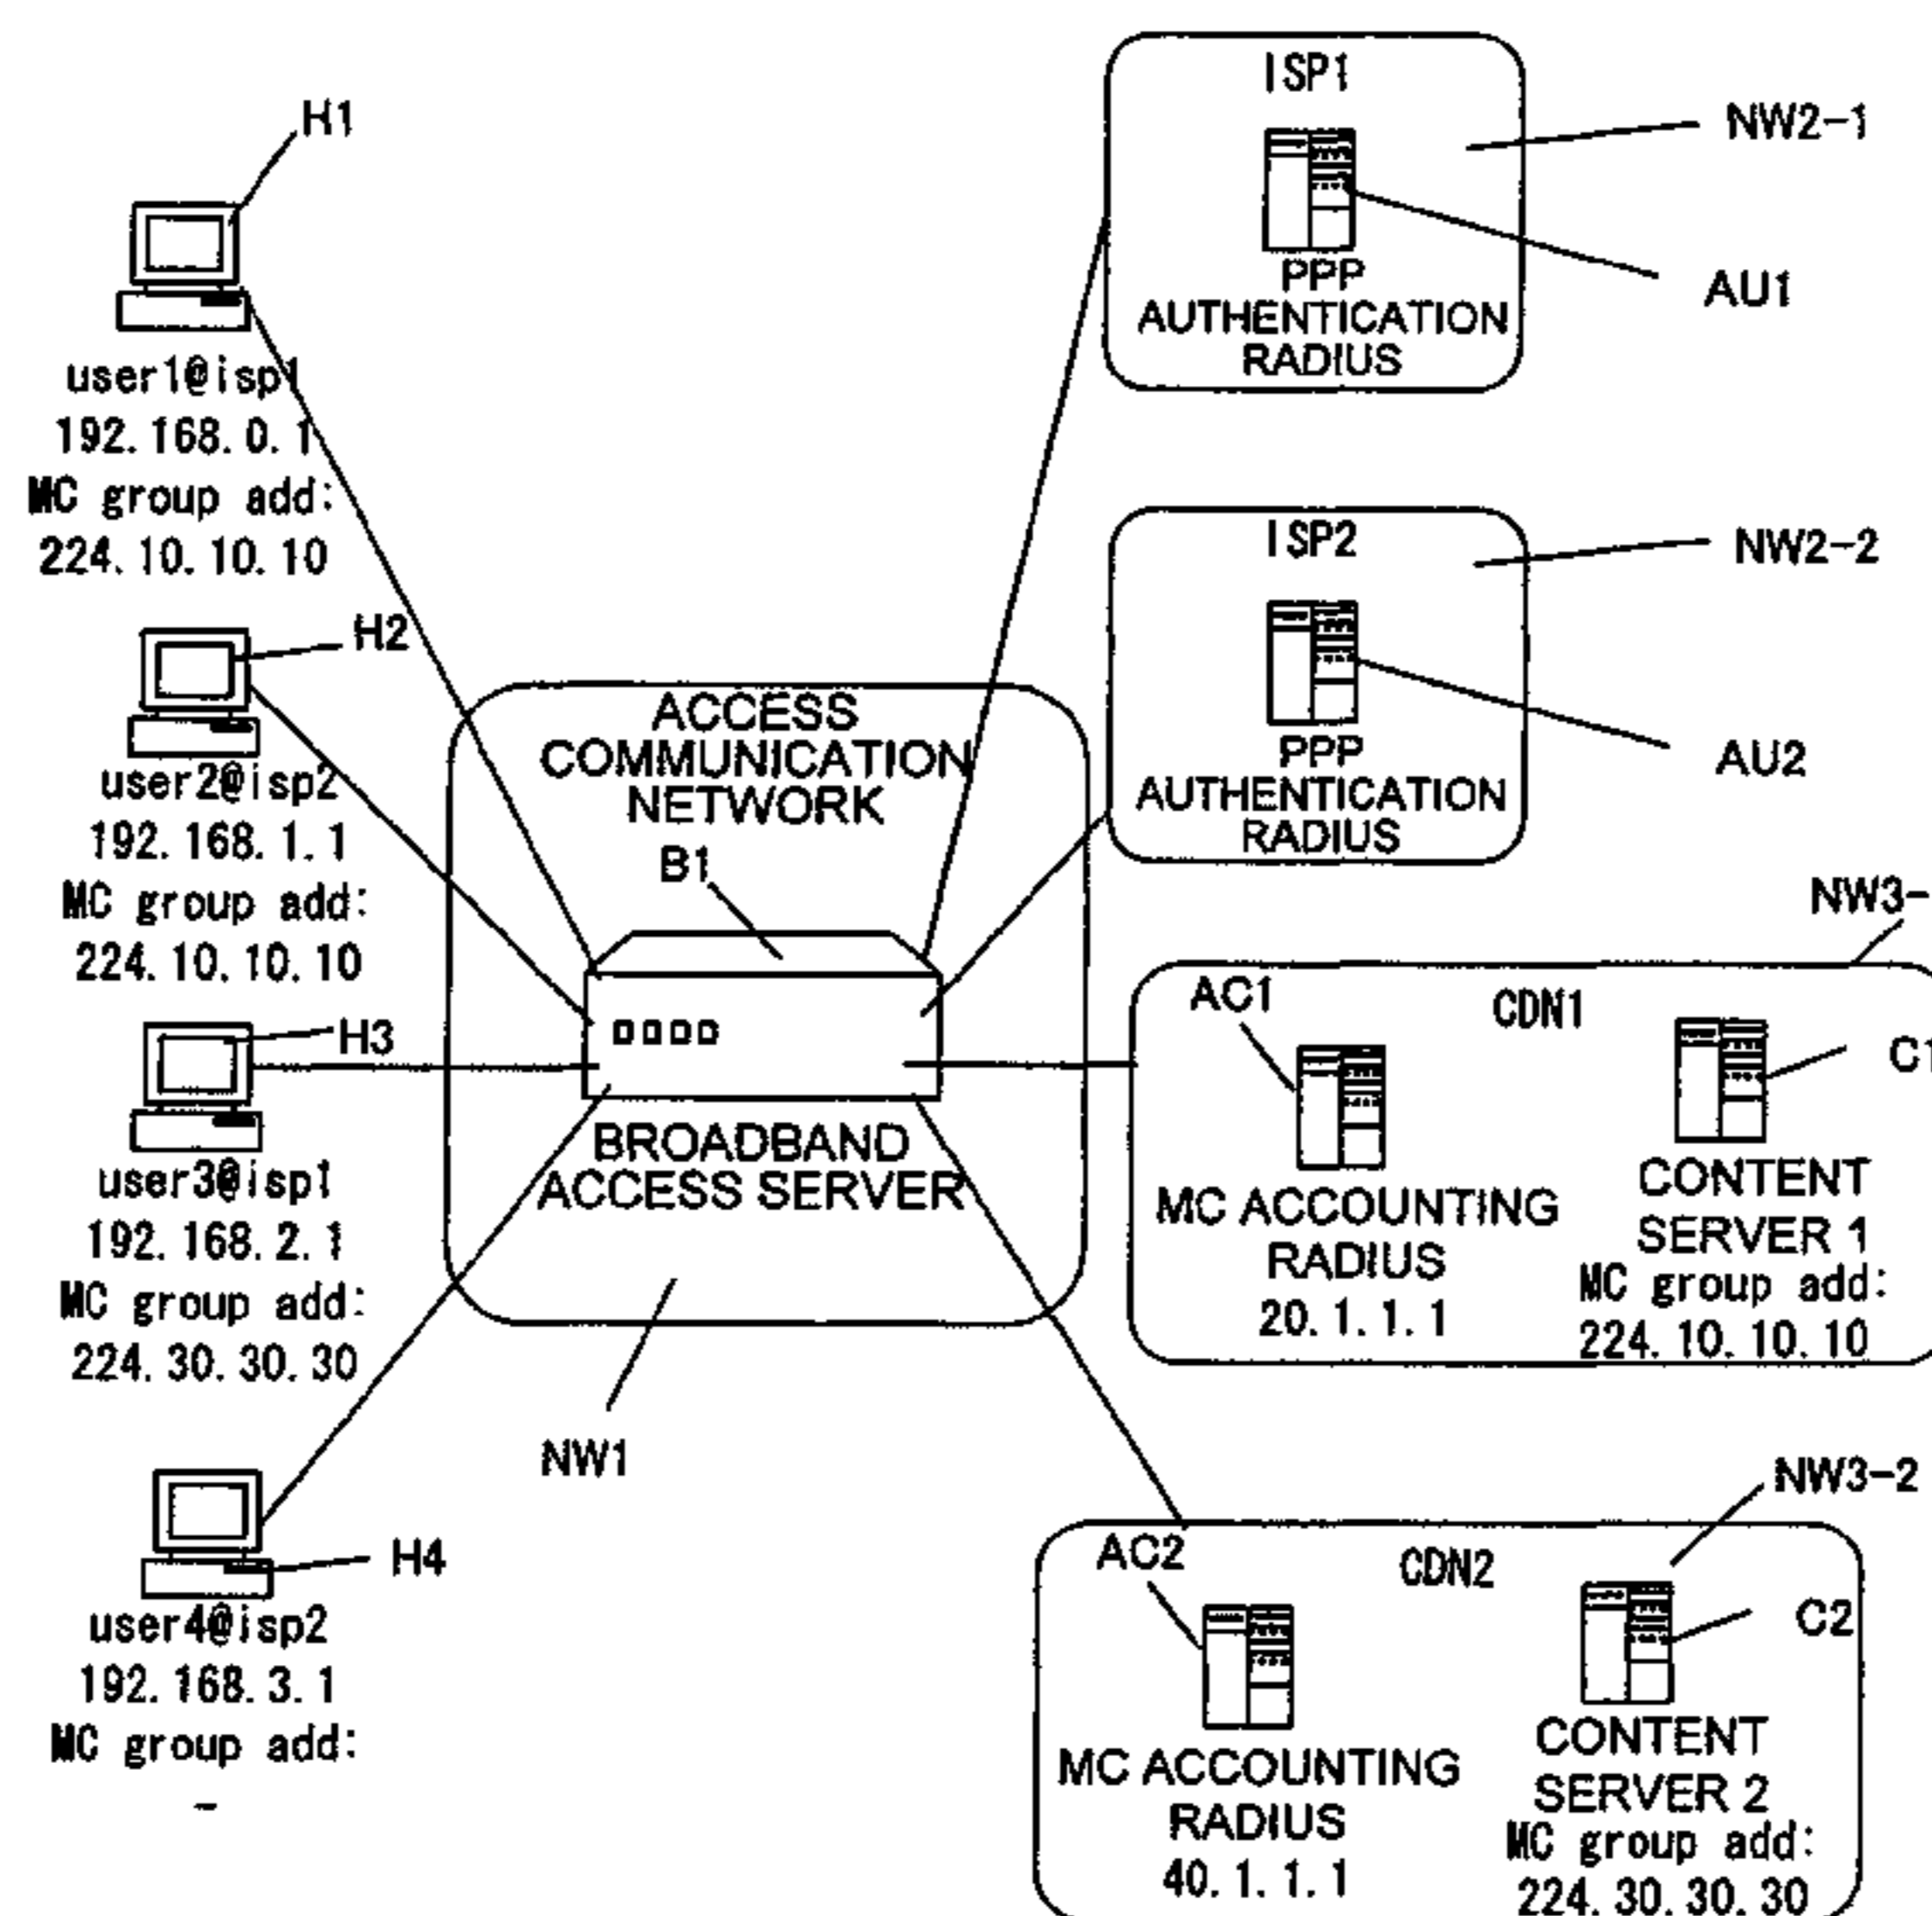 H1
user1@isp1
192.168.0.1
MC group add:
224.10.10.10
H2
user2@isp2
192.168.1.1
MC group add:
224.10.10.10
H3
user3@isp1
192.168.2.1
MC group add:
224.30.30.30
H4
user4@isp2
192.168.3.1
MC group add:
-
ACCESS
COMMUNICATION
NETWORK
B1
BROADBAND
ACCESS SERVER
NW1
ISP1
NW2-1
AU1
PPP
AUTHENTICATION
RADIUS
ISP2
NW2-2
AU2
PPP
AUTHENTICATION
RADIUS
NW3-
AC1
CDN1
C1
MC ACCOUNTING
RADIUS
20.1.1.1
CONTENT
SERVER 1
MC group add:
224.10.10.10
NW3-2
AC2
CDN2
C2
MC ACCOUNTING
RADIUS
40.1.1.1
CONTENT
SERVER 2
MC group add:
224.30.30.30